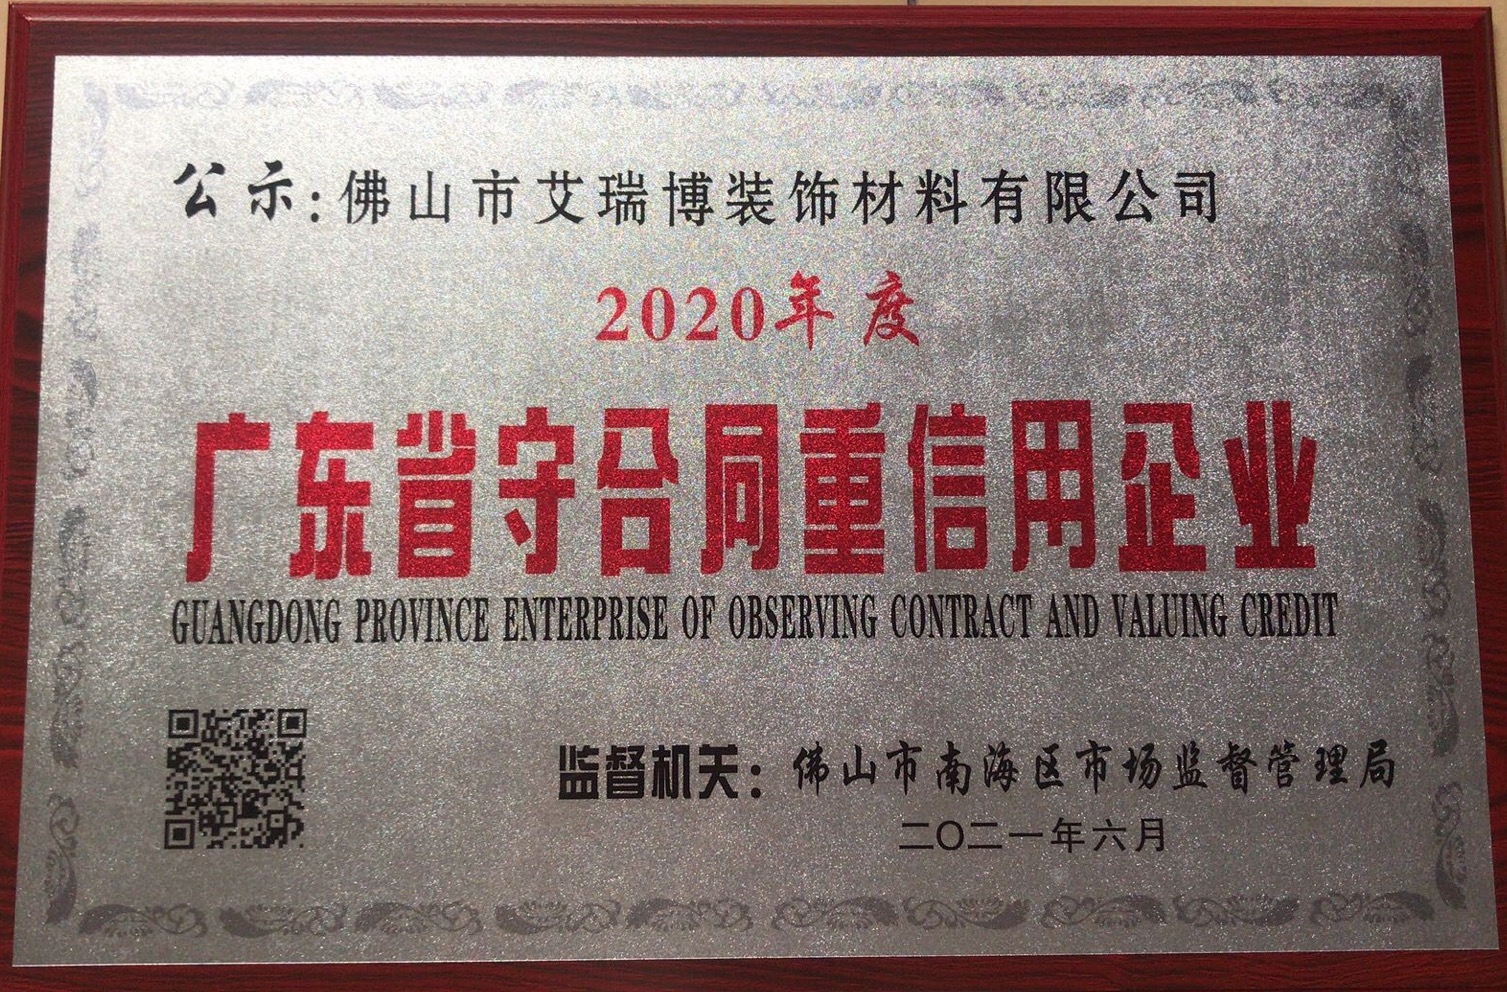 公示:佛山市艾瑞博装饰材料有限公司
2020年度
广东省守合同重信用企业
GUANGDONG PROVINCE ENTERPRISE OF OBSERVING CONTRACT AND VALUING CREDIT
监督机关：佛山市南海区市场监督管理局
二〇二一年六月